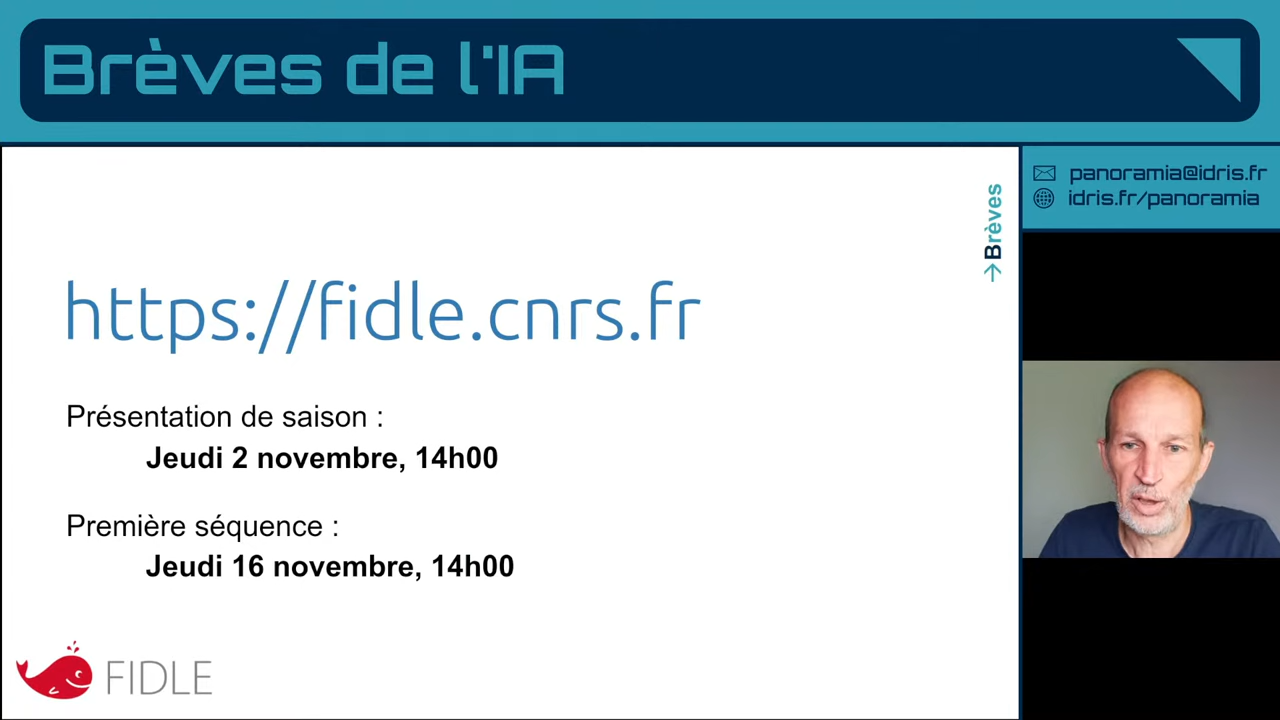 Brèves de l'IA
panoramia@idris.fr
idris.fr/panoramia
→Brèves
https://fidle.cnrs.fr
Présentation de saison :
Jeudi 2 novembre, 14h00
Première séquence :
Jeudi 16 novembre, 14h00
FIDLE